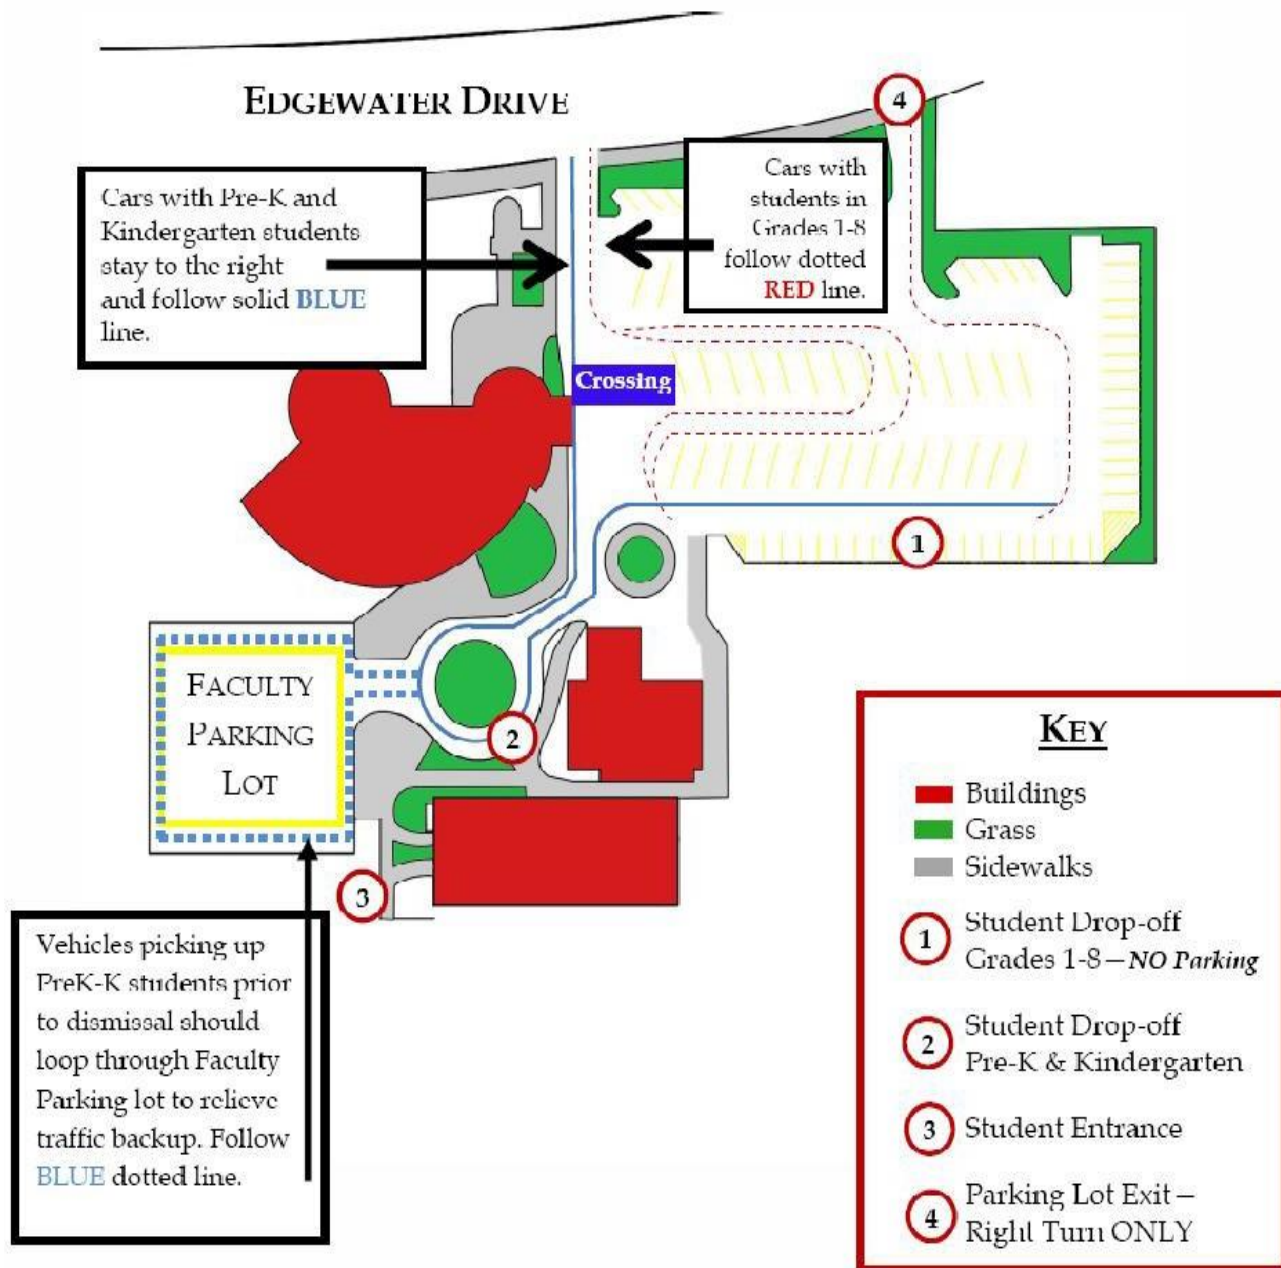 EDGEWATER DRIVE
4
Cars with Pre-K and
Kindergarten students
stay to the right
and follow solid BLUE
line.
Cars with
students in
Grades 1-8
follow dotted
RED line.
Crossing
1
FACULTY
PARKING
LOT
2
3
Vehicles picking up
PreK-K students prior
to dismissal should
loop through Faculty
Parking lot to relieve
traffic backup. Follow
BLUE dotted line.
KEY
Buildings
Grass
Sidewalks
1 Student Drop-off
Grades 1-8 – NO Parking
2 Student Drop-off
Pre-K & Kindergarten
3 Student Entrance
4 Parking Lot Exit –
Right Turn ONLY